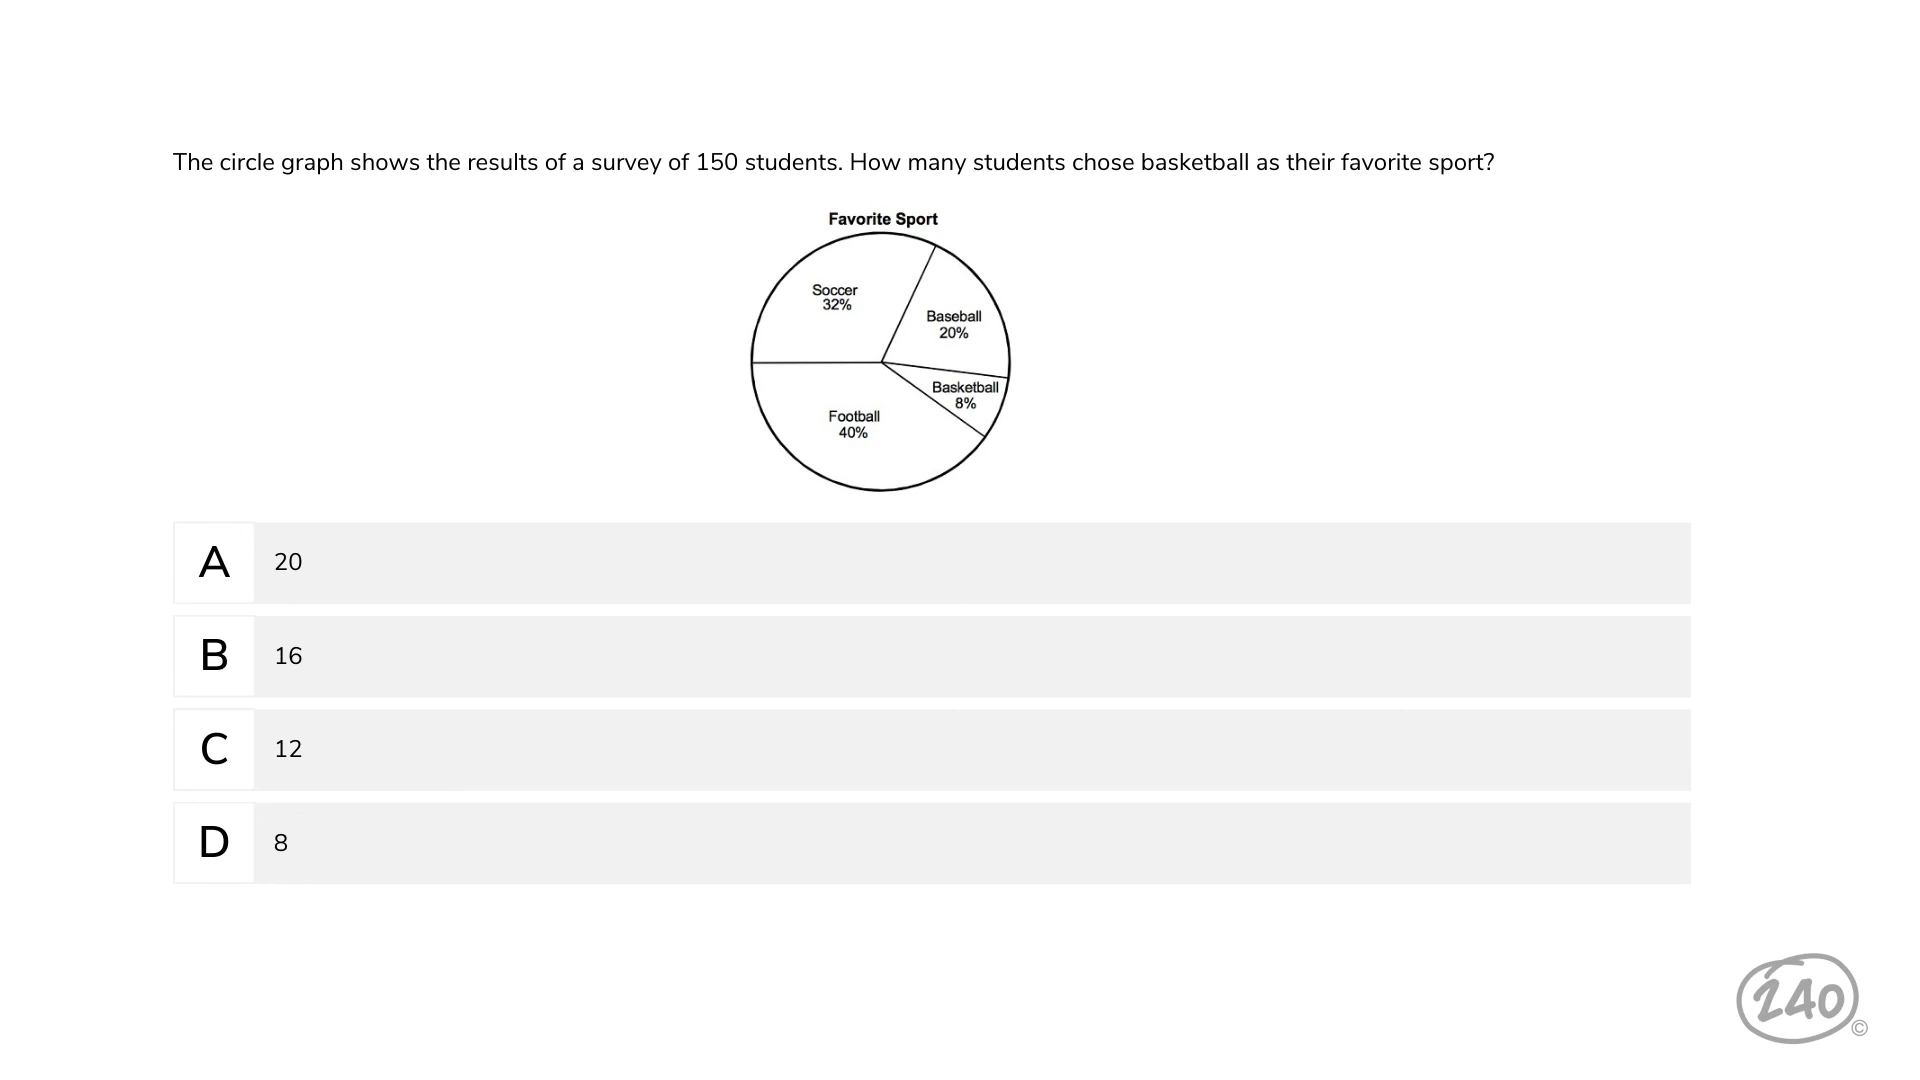 The circle graph shows the results of a survey of 150 students. How many students chose basketball as their favorite sport?
Favorite Sport
Soccer
32%
Baseball
20%
Basketball
8%
Football
40%
A 20
B 16
C 12
D 8
240
©